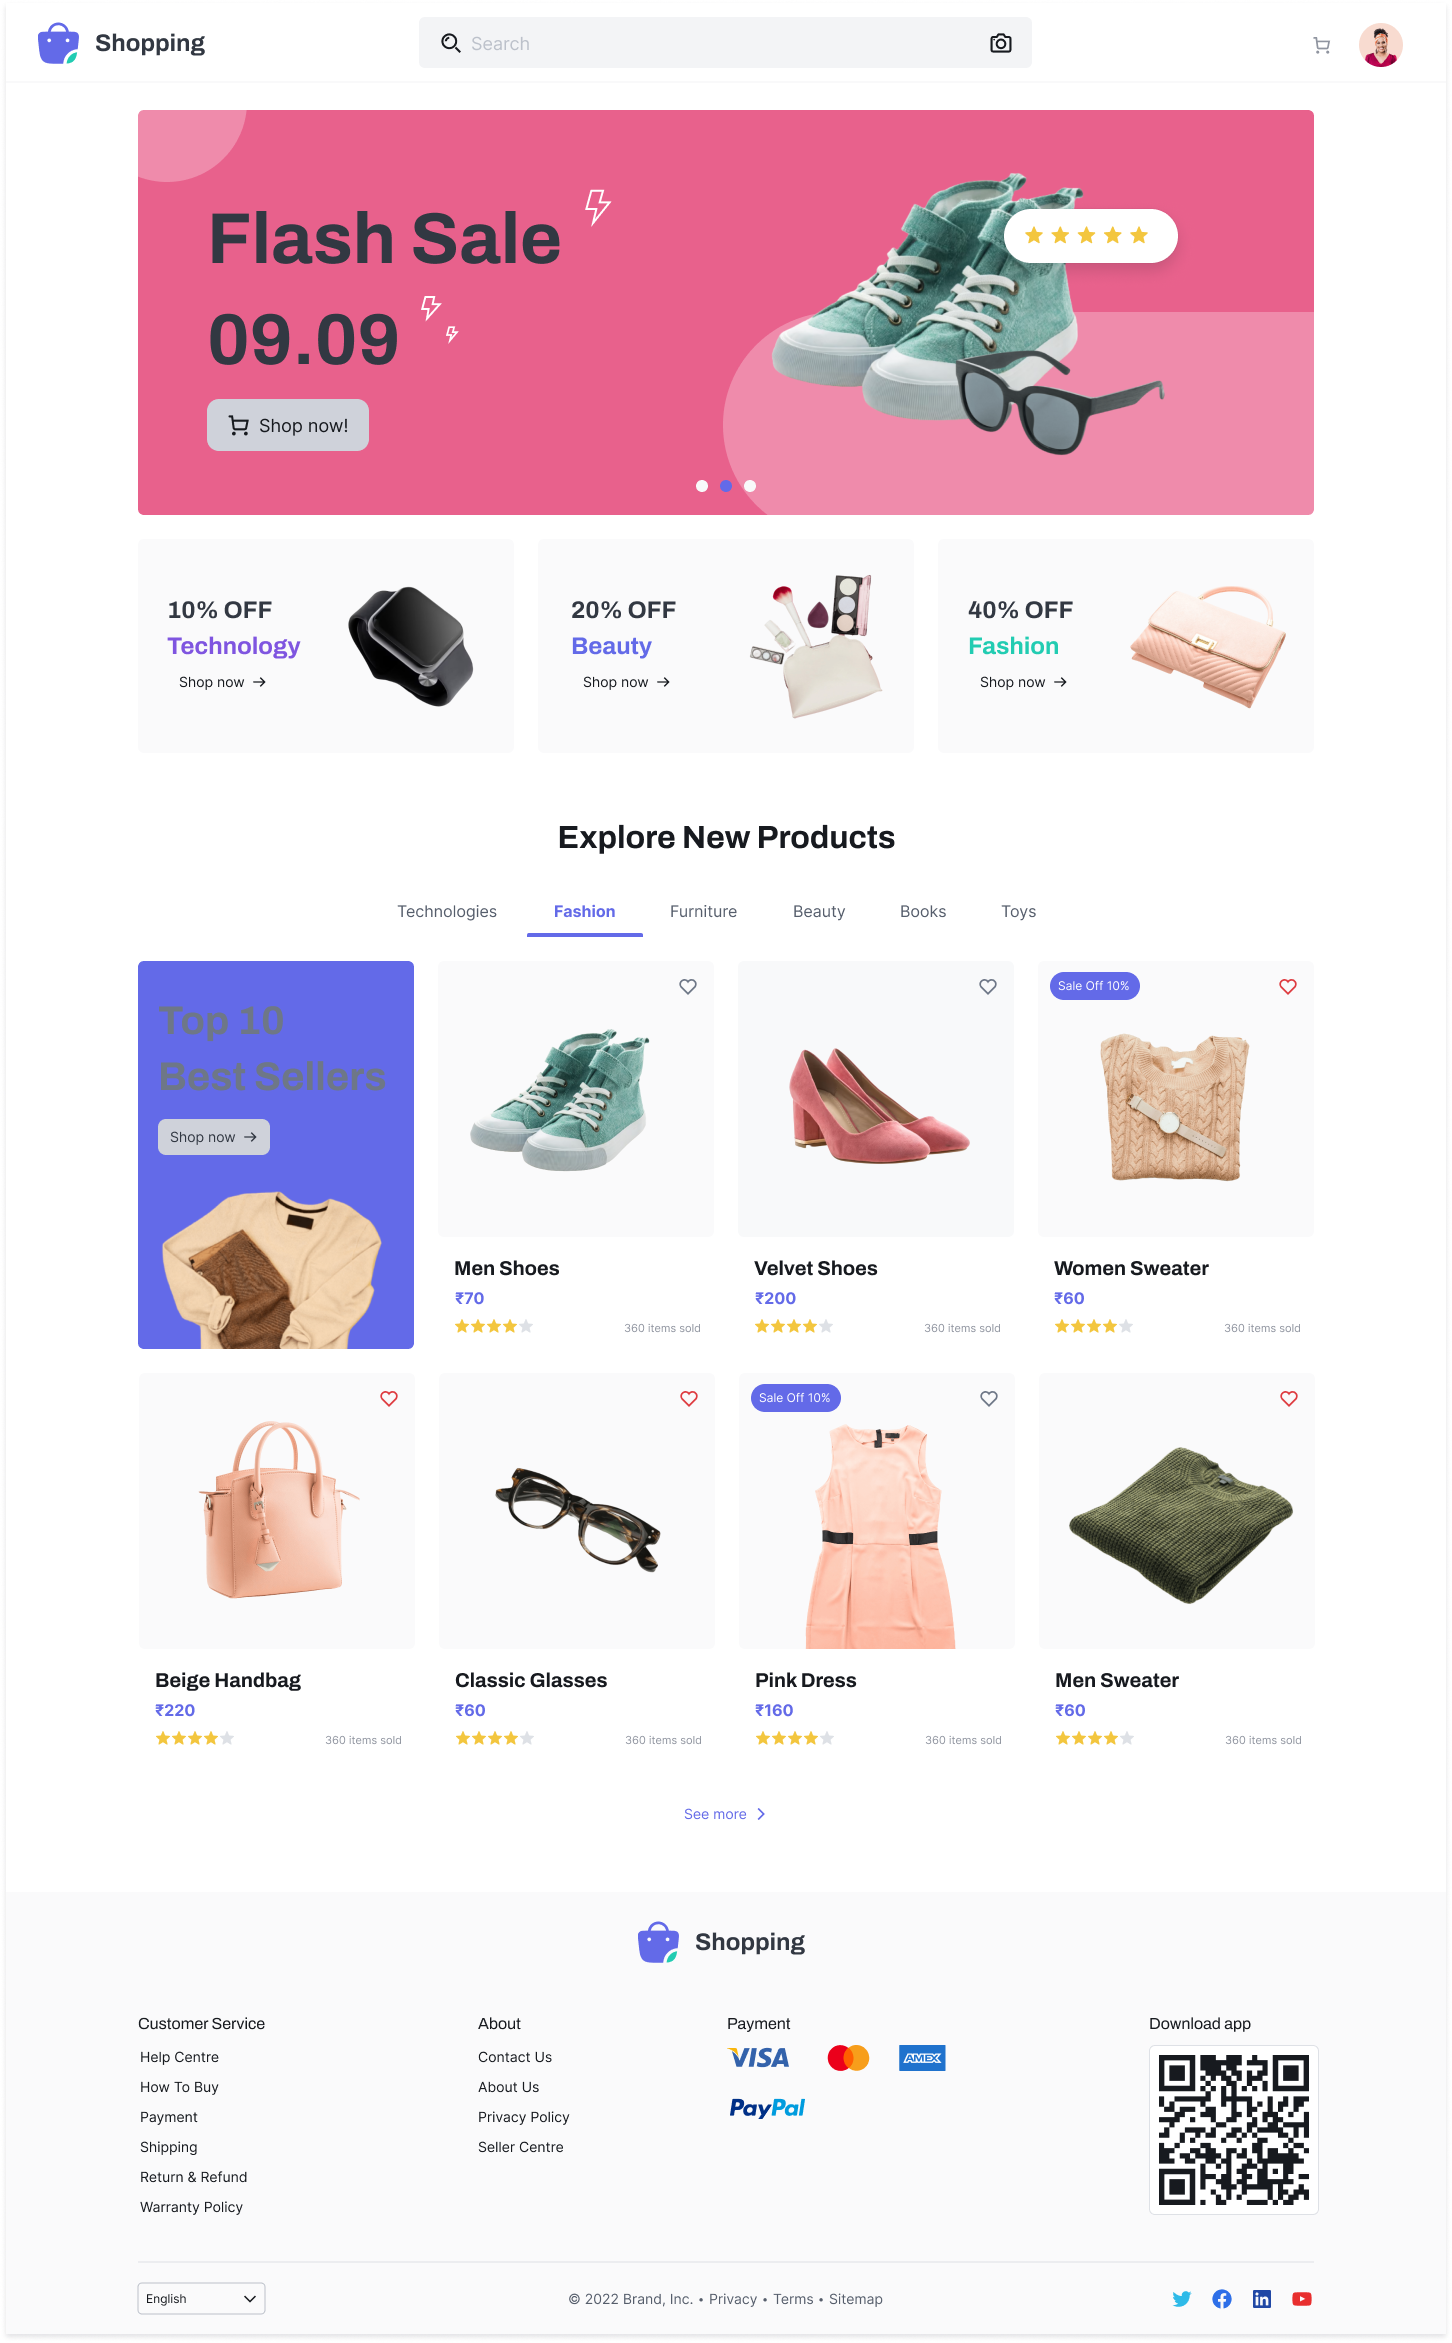 Shopping
Search
Flash Sale
09.09
Shop now!
10% OFF
Technology
Shop now
20% OFF
Beauty
Shop now
40% OFF
Fashion
Shop now
Explore New Products
Technologies Fashion Furniture Beauty Books Toys
Top 10
Best Sellers
Shop now
Men Shoes
₹70
360 items sold
Velvet Shoes
₹200
360 items sold
Sale Off 10%
Women Sweater
₹60
360 items sold
Beige Handbag
₹220
360 items sold
Classic Glasses
₹60
360 items sold
Sale Off 10%
Pink Dress
₹160
360 items sold
Men Sweater
₹60
360 items sold
See more
Shopping
Customer Service
Help Centre
How To Buy
Payment
Shipping
Return & Refund
Warranty Policy
About
Contact Us
About Us
Privacy Policy
Seller Centre
Payment
VISA
AMEX
PayPal
Download app
English
© 2022 Brand, Inc. • Privacy • Terms • Sitemap
in